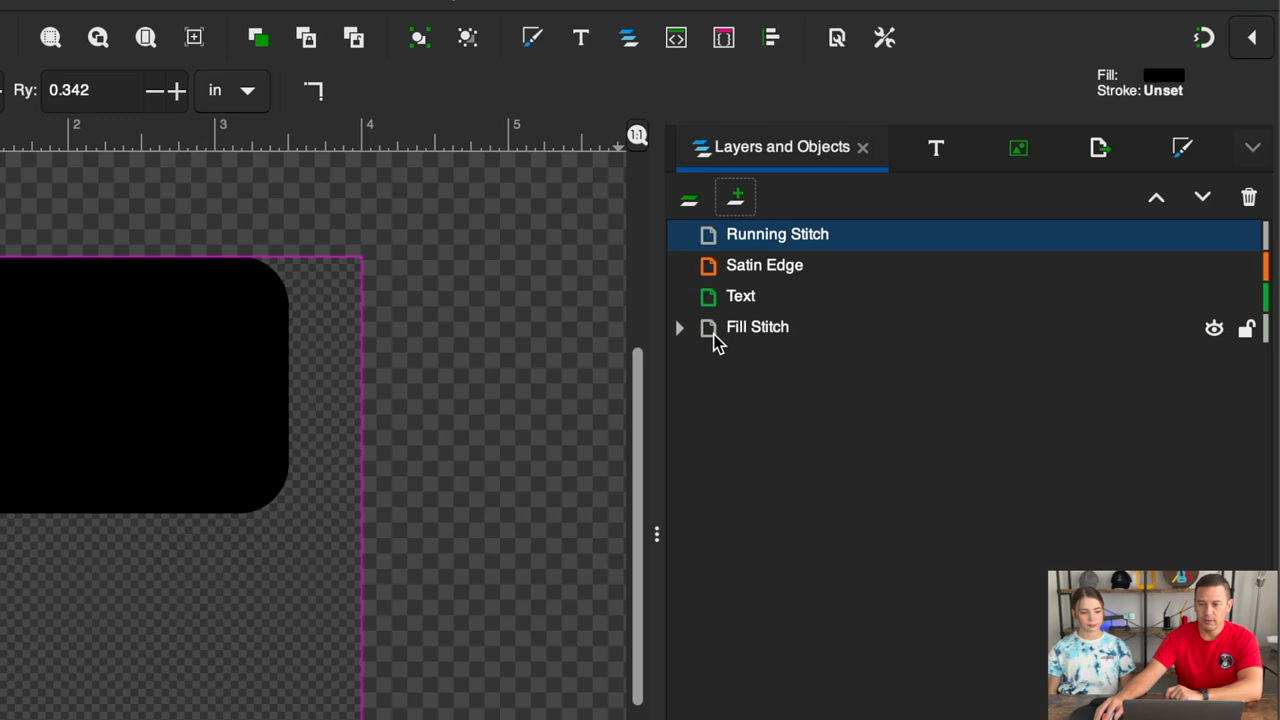 Ry: 0.342
in
Fill:
Stroke: Unset
2
3
4
5
1:1
Layers and Objects
Running Stitch
Satin Edge
Text
Fill Stitch